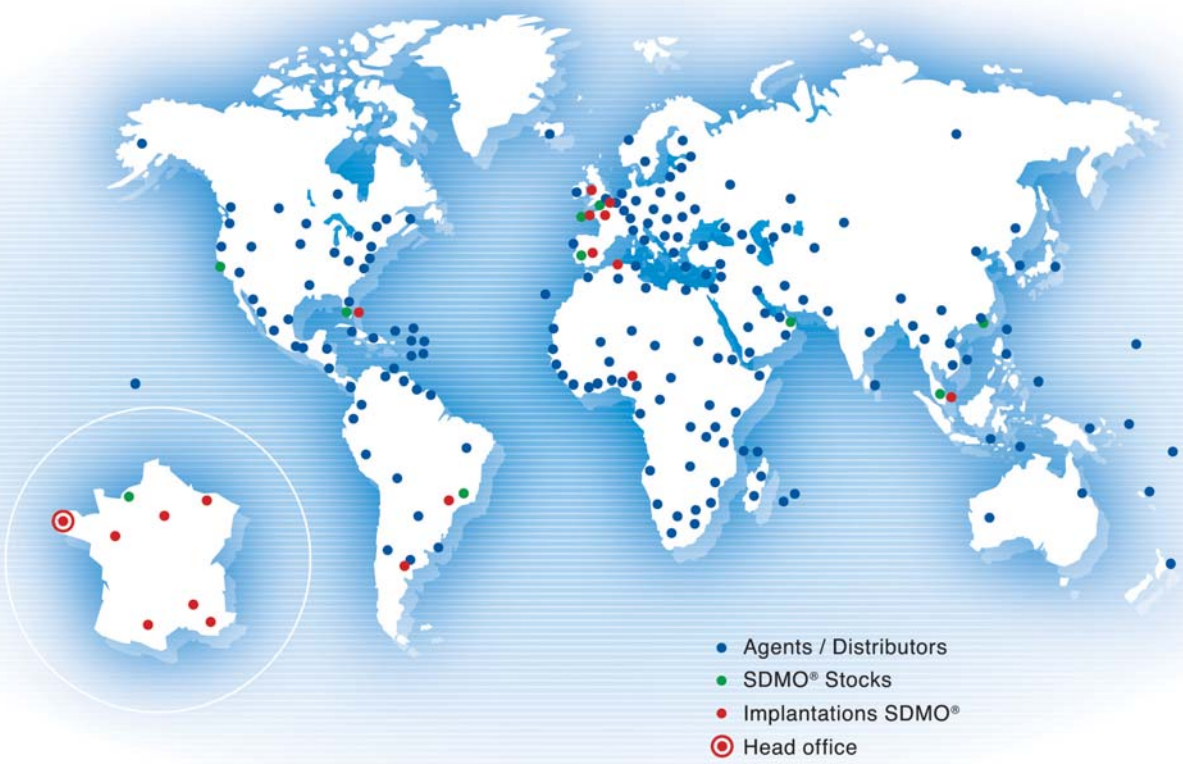 Agents / Distributors
SDMO® Stocks
Implantations SDMO®
Head office